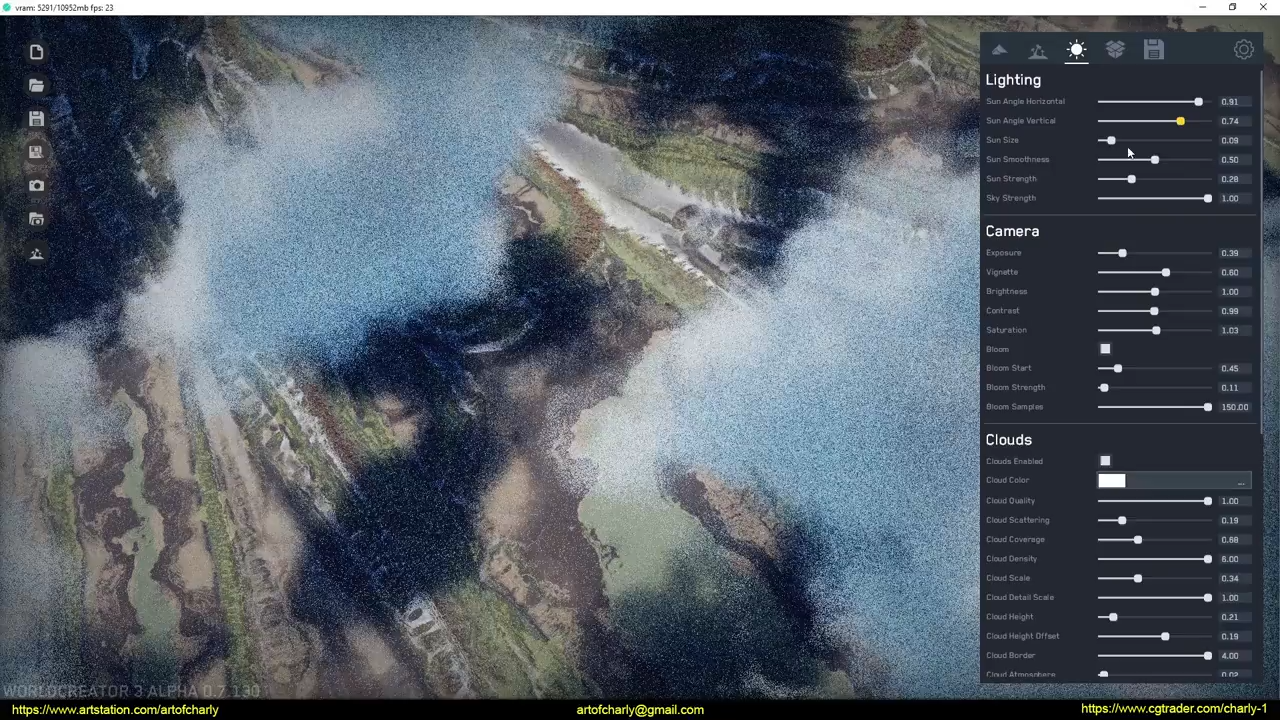 vram: 5291/10952mb fps: 23
Lighting
Sun Angle Horizontal 0.91
Sun Angle Vertical 0.74
Sun Size 0.09
Sun Smoothness 0.50
Sun Strength 0.28
Sky Strength 1.00
Camera
Exposure 0.39
Vignette 0.60
Brightness 1.00
Contrast 0.99
Saturation 1.03
Bloom
Bloom Start 0.45
Bloom Strength 0.11
Bloom Samples 150.00
Clouds
Clouds Enabled
Cloud Color ...
Cloud Quality 1.00
Cloud Scattering 0.19
Cloud Coverage 0.68
Cloud Density 6.00
Cloud Scale 0.34
Cloud Detail Scale 1.00
Cloud Height 0.21
Cloud Height Offset 0.19
Cloud Border 4.00
Cloud Atmosphere 0.02
WORLDCREATOR 3 ALPHA 0.7.130
https://www.artstation.com/artofcharly artofcharly@gmail.com https://www.cgtrader.com/charly-1